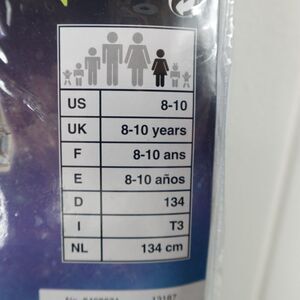 US 8-10
UK 8-10 years
F 8-10 ans
E 8-10 años
D 134
I T3
NL 134 cm